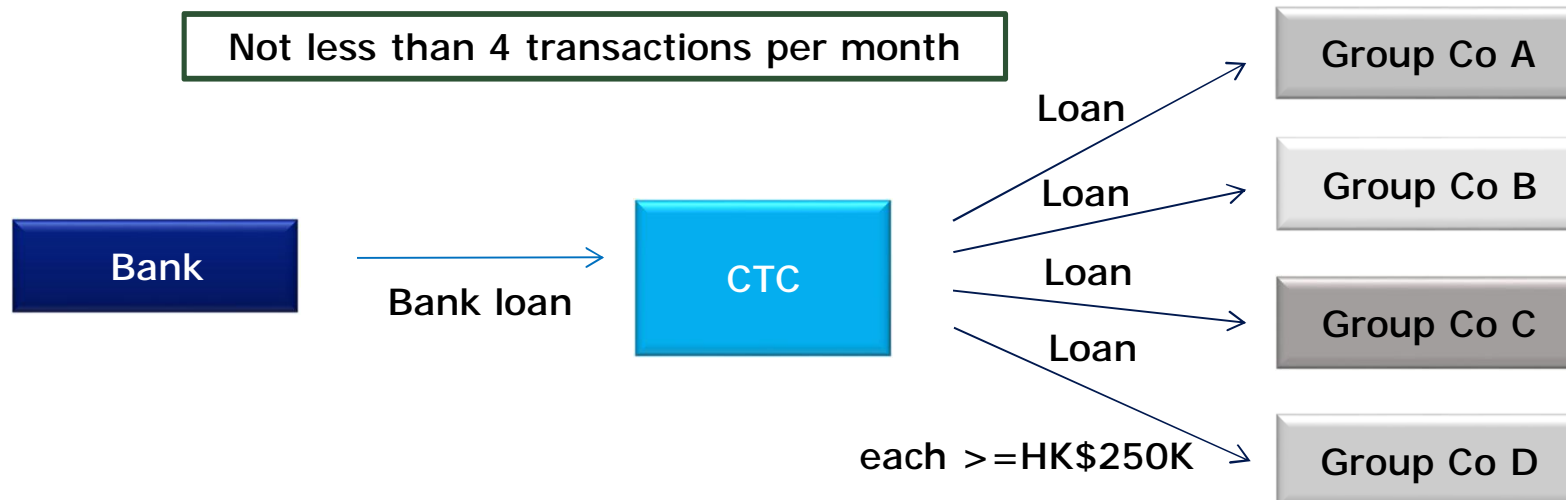 Not less than 4 transactions per month
Group Co A
Loan
Group Co B
Loan
Bank
Bank loan
CTC
Loan
Group Co C
Loan
each >=HK$250K
Group Co D